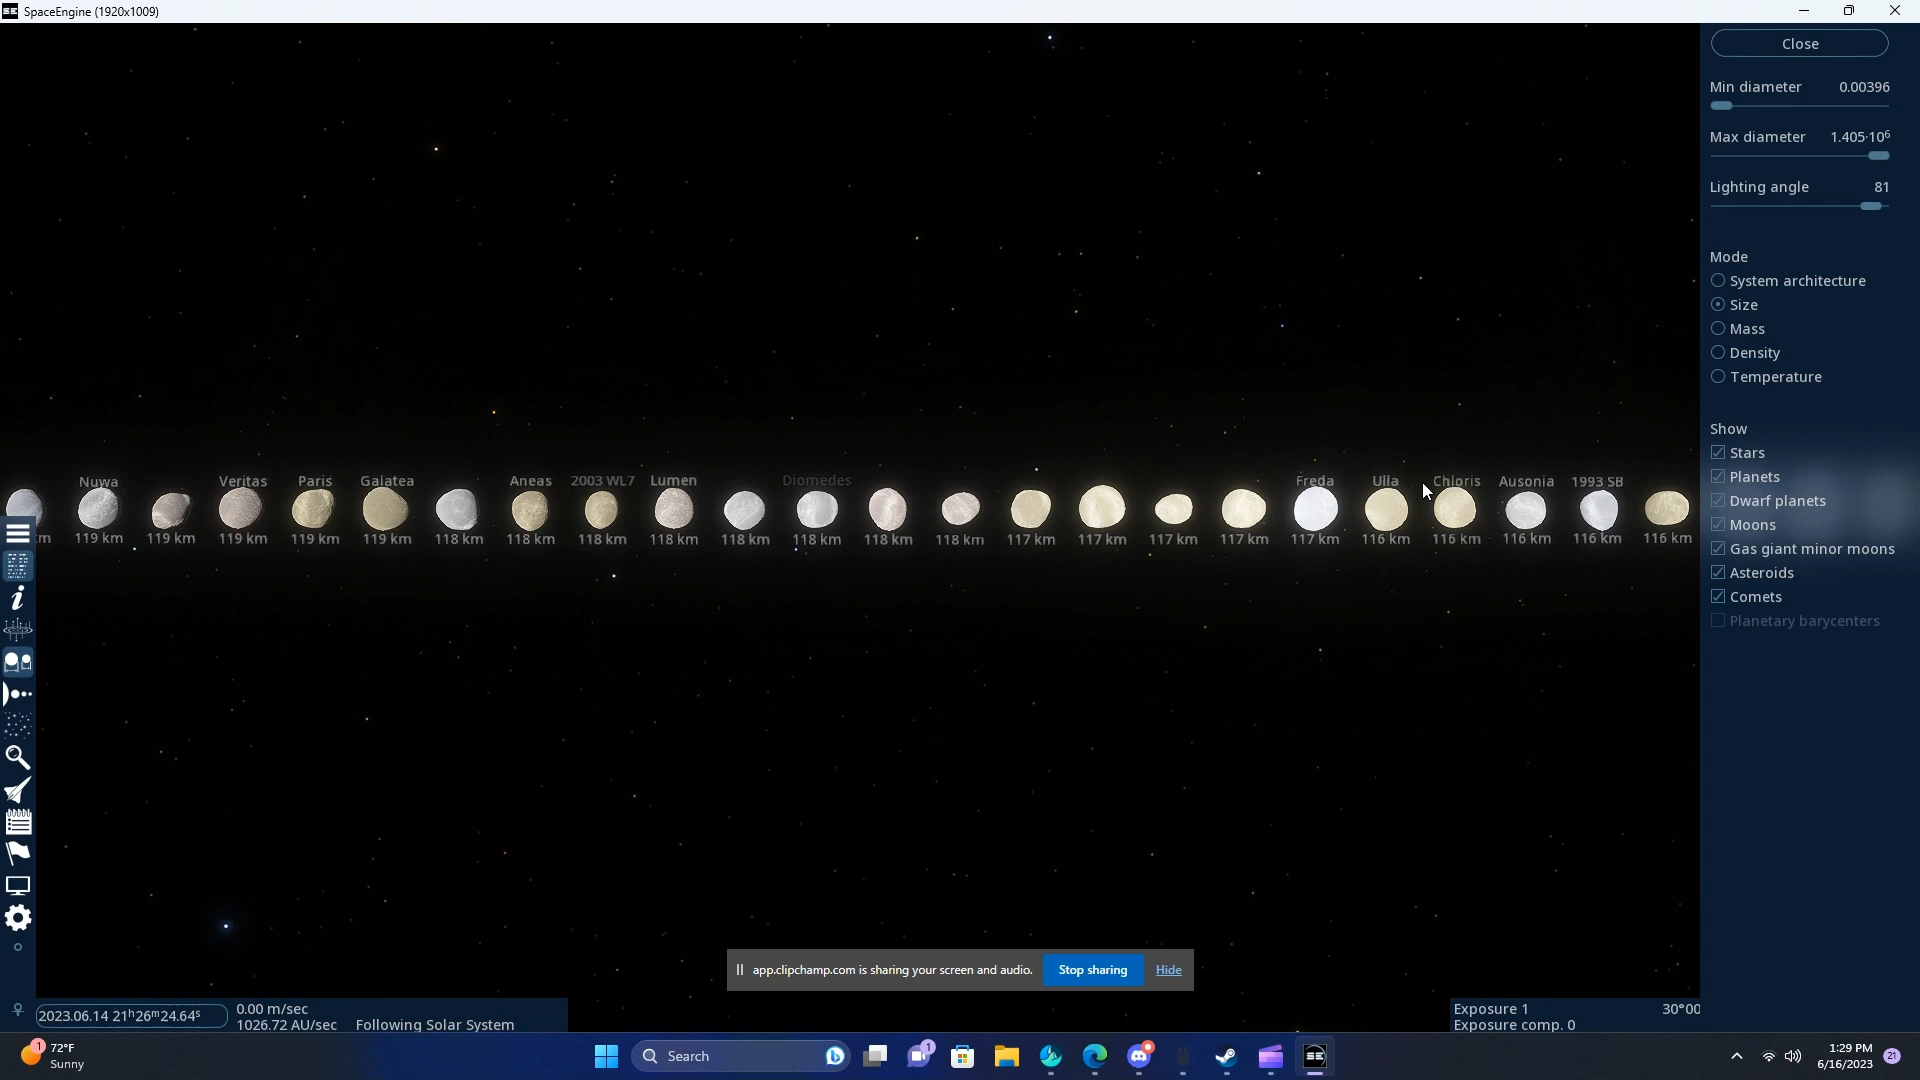 SE SpaceEngine (1920x1009)
Close
Min diameter 0.00396
Max diameter 1.405·10⁶
Lighting angle 81
Mode
System architecture
Size
Mass
Density
Temperature
Show
Stars
Planets
Dwarf planets
Moons
Gas giant minor moons
Asteroids
Comets
Planetary barycenters
Nuwa Veritas Paris Galatea Aneas 2003 WL7 Lumen Diomedes Freda Ulla Chloris Ausonia 1993 SB
119 km 119 km 119 km 119 km 119 km 118 km 118 km 118 km 118 km 118 km 118 km 118 km 118 km 117 km 117 km 117 km 117 km 117 km 116 km 116 km 116 km 116 km 116 km
app.clipchamp.com is sharing your screen and audio. Stop sharing Hide
2023.06.14 21ʰ26ᵐ24.64ˢ
0.00 m/sec
1026.72 AU/sec Following Solar System
Exposure 1 30°00
Exposure comp. 0
1 72°F
Sunny
Search
1
SE
1:29 PM
6/16/2023
21